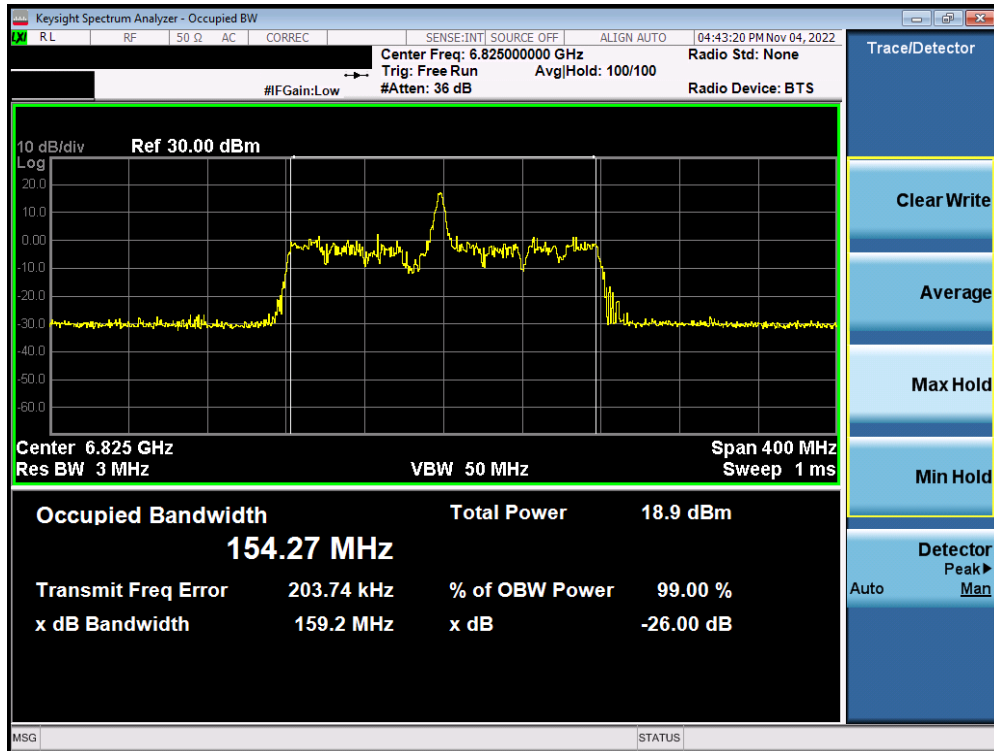 Keysight Spectrum Analyzer - Occupied BW
LXI RL RF 50 Ω AC CORREC SENSE:INT SOURCE OFF ALIGN AUTO 04:43:20 PM Nov 04, 2022
Center Freq: 6.825000000 GHz Radio Std: None
Trig: Free Run Avg|Hold: 100/100
#IFGain:Low #Atten: 36 dB Radio Device: BTS
Trace/Detector
10 dB/div Ref 30.00 dBm
Log
20.0
10.0
0.00
-10.0
-20.0
-30.0
-40.0
-50.0
-60.0
Center 6.825 GHz Span 400 MHz
Res BW 3 MHz VBW 50 MHz Sweep 1 ms
Occupied Bandwidth Total Power 18.9 dBm
154.27 MHz
Transmit Freq Error 203.74 kHz % of OBW Power 99.00 %
x dB Bandwidth 159.2 MHz x dB -26.00 dB
Clear Write
Average
Max Hold
Min Hold
Detector
Peak▶
Auto Man
MSG STATUS